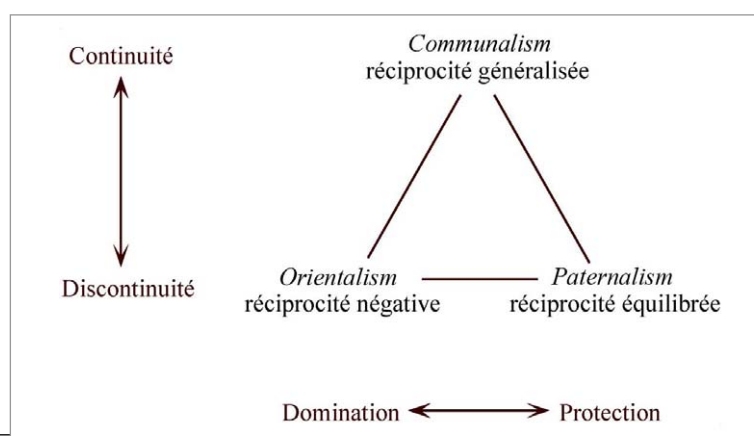 Continuité
Communalism
réciprocité généralisée
Discontinuité
Orientalism
réciprocité négative
Paternalism
réciprocité équilibrée
Domination
Protection